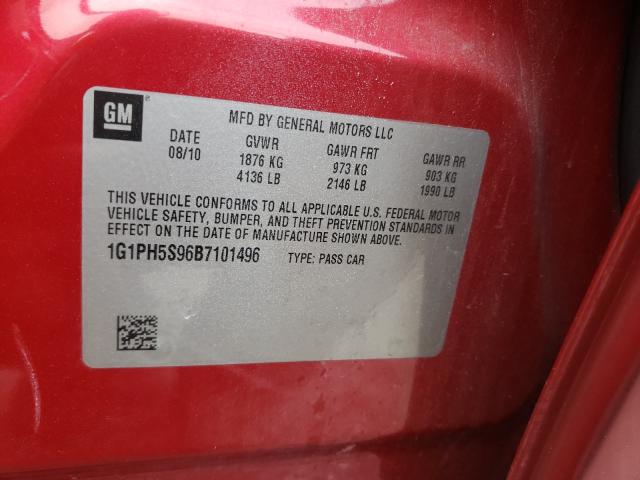 GM
MFD BY GENERAL MOTORS LLC
DATE GVWR GAWR FRT GAWR RR
08/10 1876 KG 973 KG 903 KG
4136 LB 2146 LB 1990 LB
THIS VEHICLE CONFORMS TO ALL APPLICABLE U.S. FEDERAL MOTOR
VEHICLE SAFETY, BUMPER, AND THEFT PREVENTION STANDARDS IN
EFFECT ON THE DATE OF MANUFACTURE SHOWN ABOVE.
1G1PH5S96B7101496 TYPE: PASS CAR